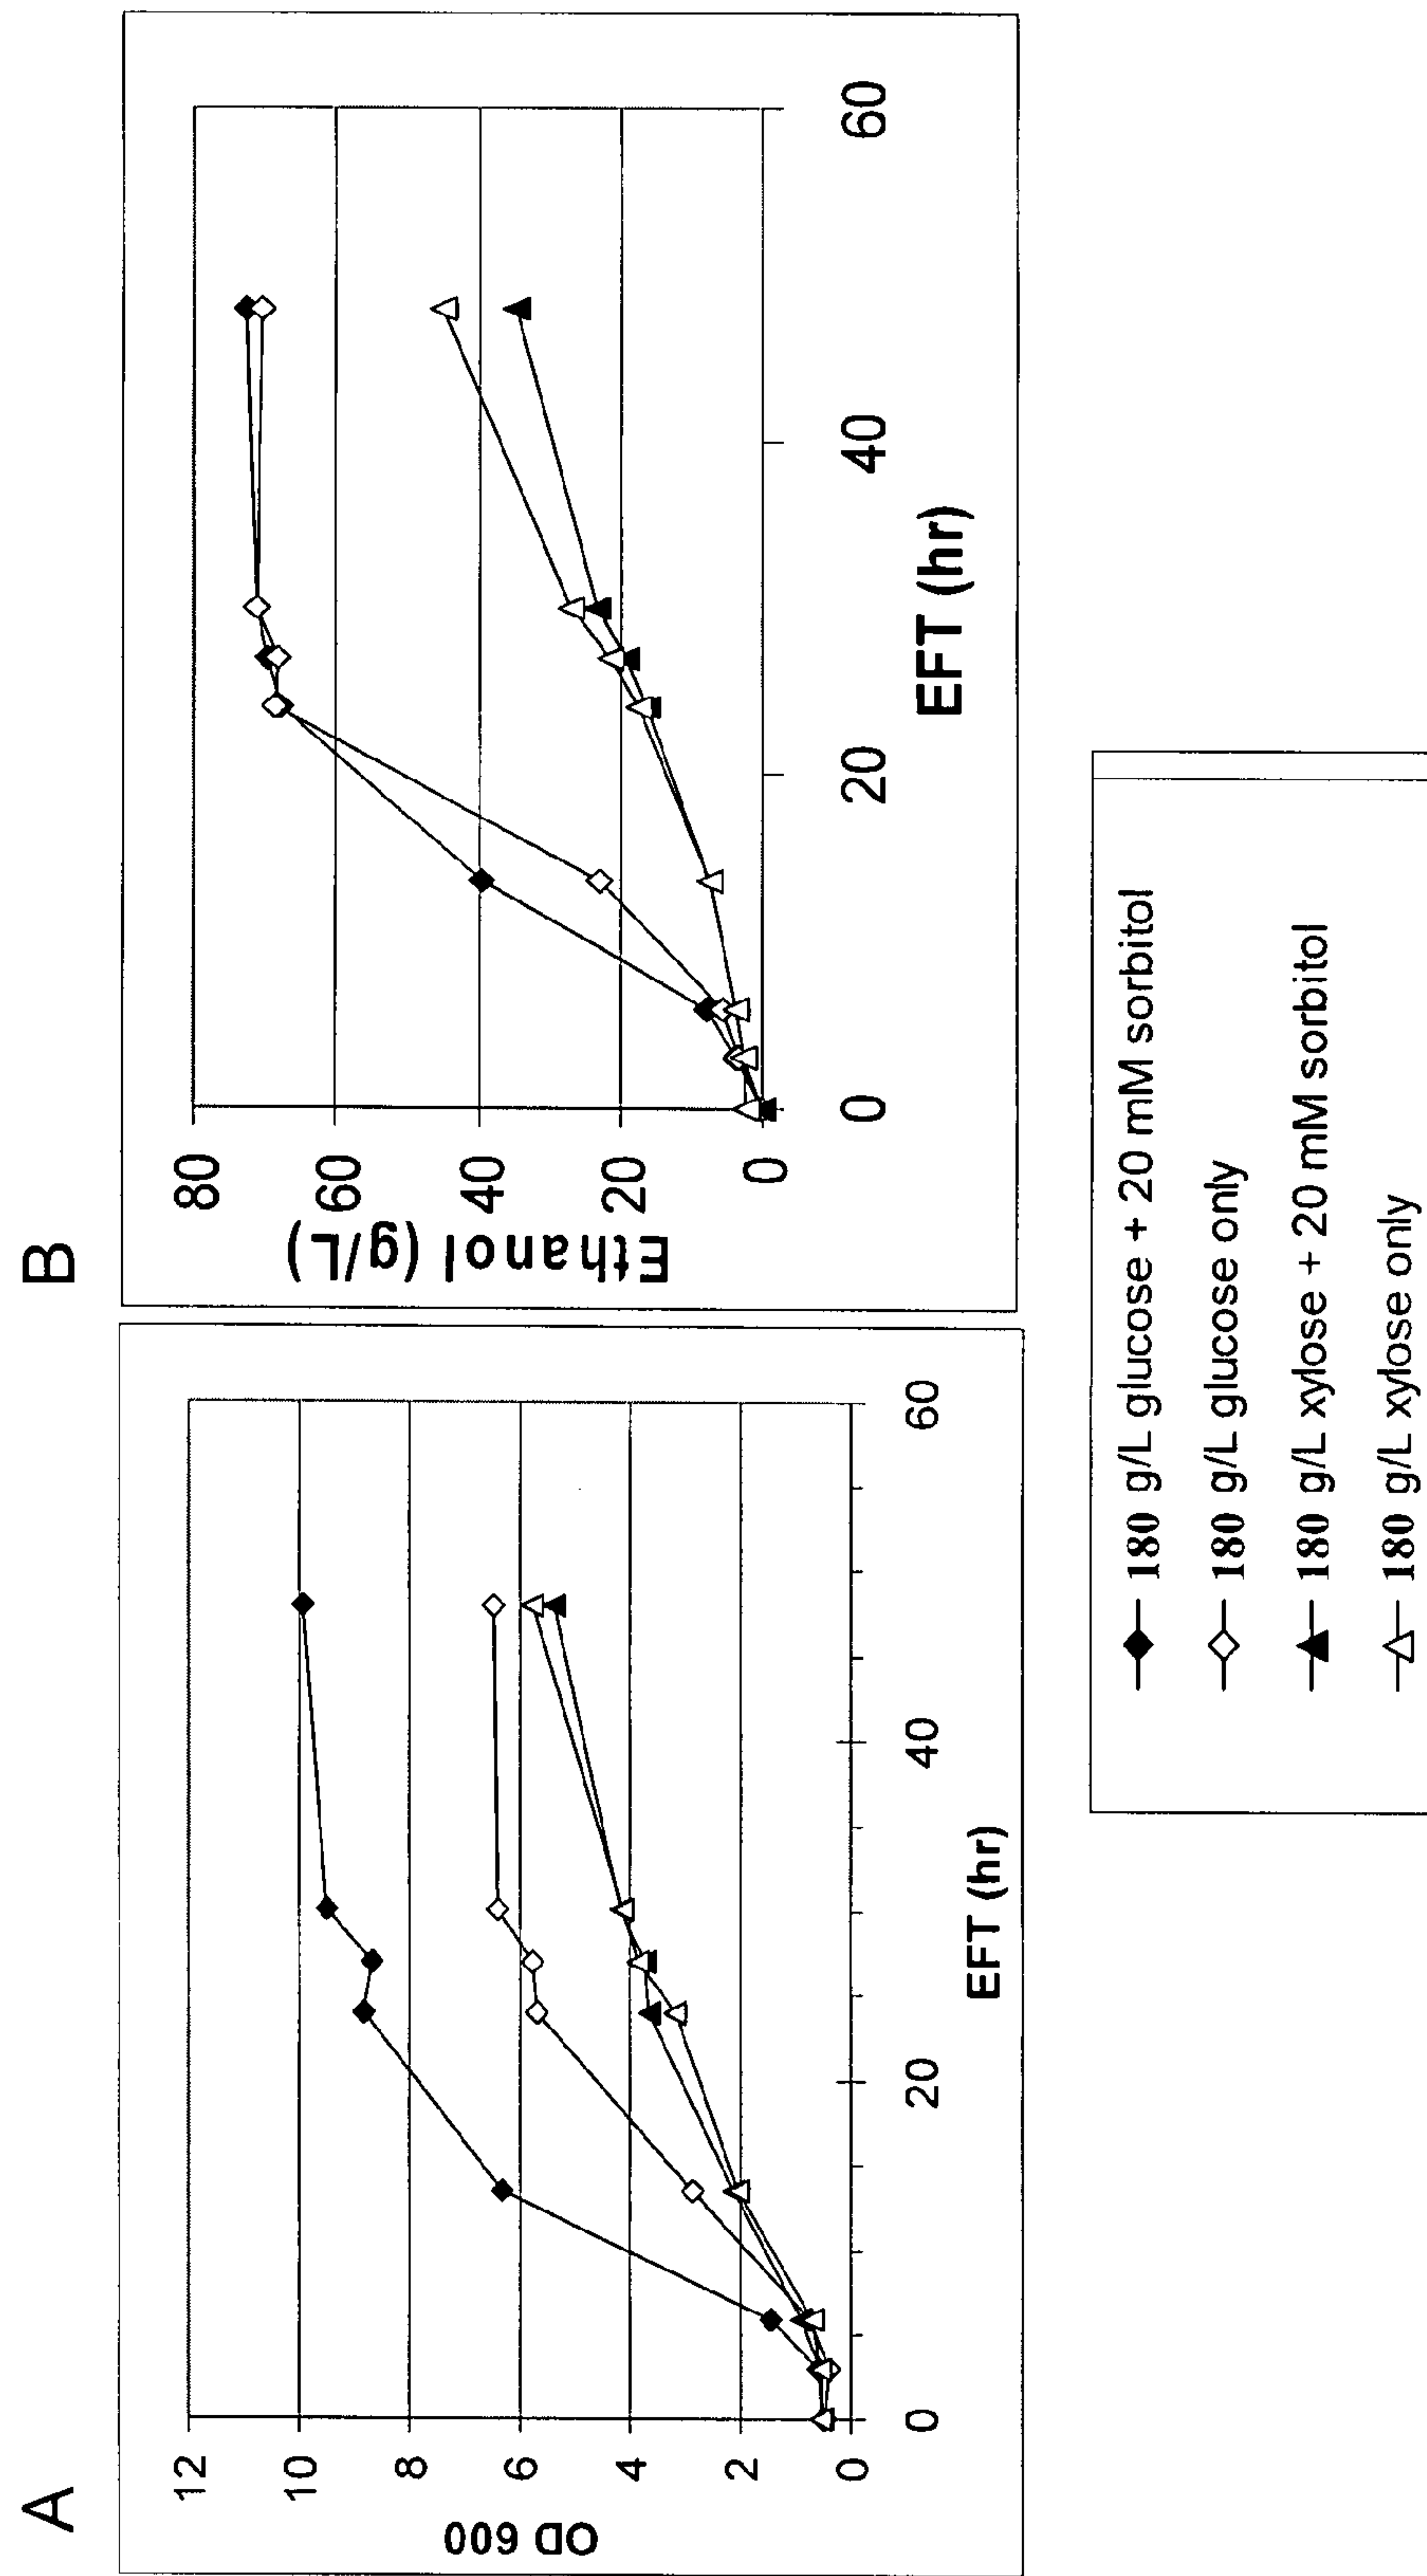 A
12
10
8
6
4
2
0
OD 600
0
20
40
60
EFT (hr)
B
80
60
40
20
0
Ethanol (g/L)
0
20
40
60
EFT (hr)
180 g/L glucose + 20 mM sorbitol
180 g/L glucose only
180 g/L xylose + 20 mM sorbitol
180 g/L xylose only